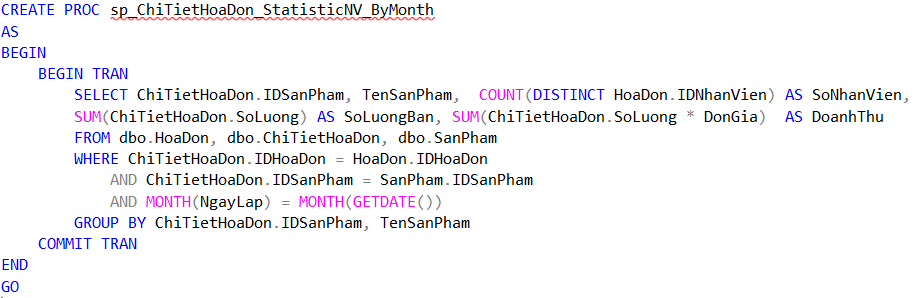 CREATE PROC sp_ChiTietHoaDon_StatisticNV_ByMonth
AS
BEGIN
BEGIN TRAN
SELECT ChiTietHoaDon.IDSanPham, TenSanPham,  COUNT(DISTINCT HoaDon.IDNhanVien) AS SoNhanVien,
SUM(ChiTietHoaDon.SoLuong) AS SoLuongBan, SUM(ChiTietHoaDon.SoLuong * DonGia)  AS DoanhThu
FROM dbo.HoaDon, dbo.ChiTietHoaDon, dbo.SanPham
WHERE ChiTietHoaDon.IDHoaDon = HoaDon.IDHoaDon
AND ChiTietHoaDon.IDSanPham = SanPham.IDSanPham
AND MONTH(NgayLap) = MONTH(GETDATE())
GROUP BY ChiTietHoaDon.IDSanPham, TenSanPham
COMMIT TRAN
END
GO